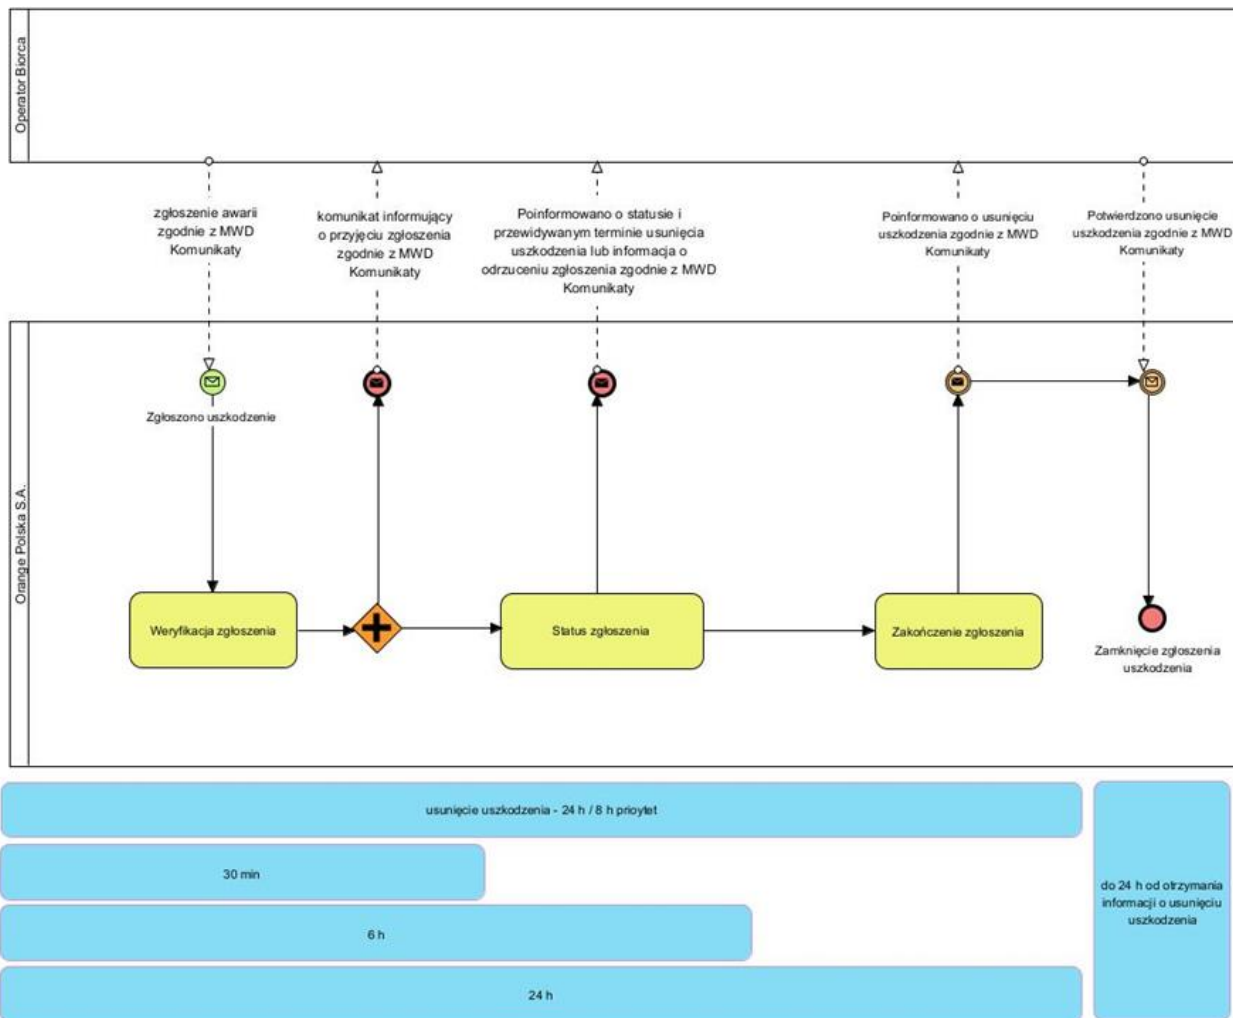 Operator Biorca
zgłoszenie awarii
zgodnie z MWD
Komunikaty
komunikat informujący
o przyjęciu zgłoszenia
zgodnie z MWD
Komunikaty
Poinformowano o statusie i
przewidywanym terminie usunięcia
uszkodzenia lub informacja o
odrzuceniu zgłoszenia zgodnie z MWD
Komunikaty
Poinformowano o usunięciu
uszkodzenia zgodnie z MWD
Komunikaty
Potwierdzono usunięcie
uszkodzenia zgodnie z MWD
Komunikaty
Orange Polska S.A.
Zgłoszono uszkodzenie
Weryfikacja zgłoszenia
Status zgłoszenia
Zakończenie zgłoszenia
Zamknięcie zgłoszenia
uszkodzenia
usunięcie uszkodzenia - 24 h / 8 h prioytet
30 min
6 h
24 h
do 24 h od otrzymania
informacji o usunięciu
uszkodzenia